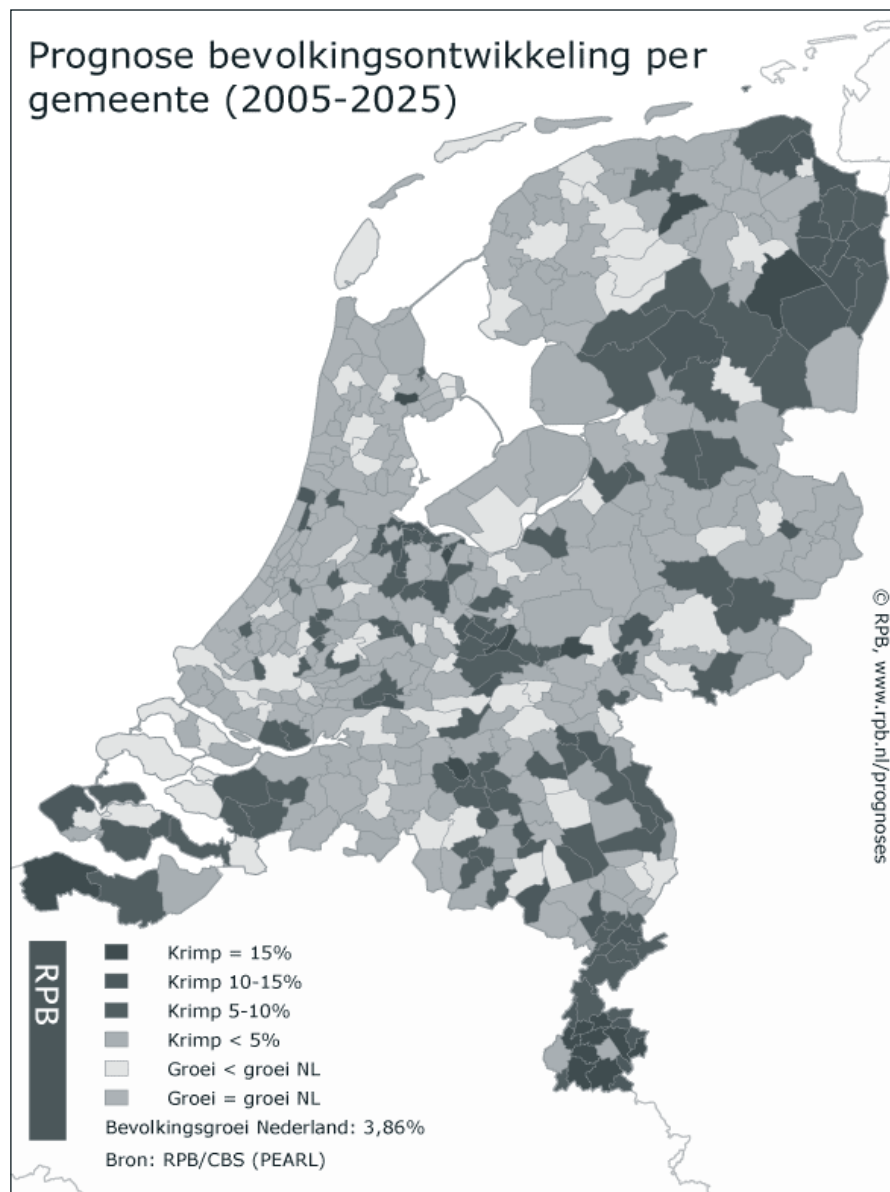 Prognose bevolkingsontwikkeling per
gemeente (2005-2025)
© RPB, www.rpb.nl/prognoses
RPB
Krimp = 15%
Krimp 10-15%
Krimp 5-10%
Krimp < 5%
Groei < groei NL
Groei = groei NL
Bevolkingsgroei Nederland: 3,86%
Bron: RPB/CBS (PEARL)